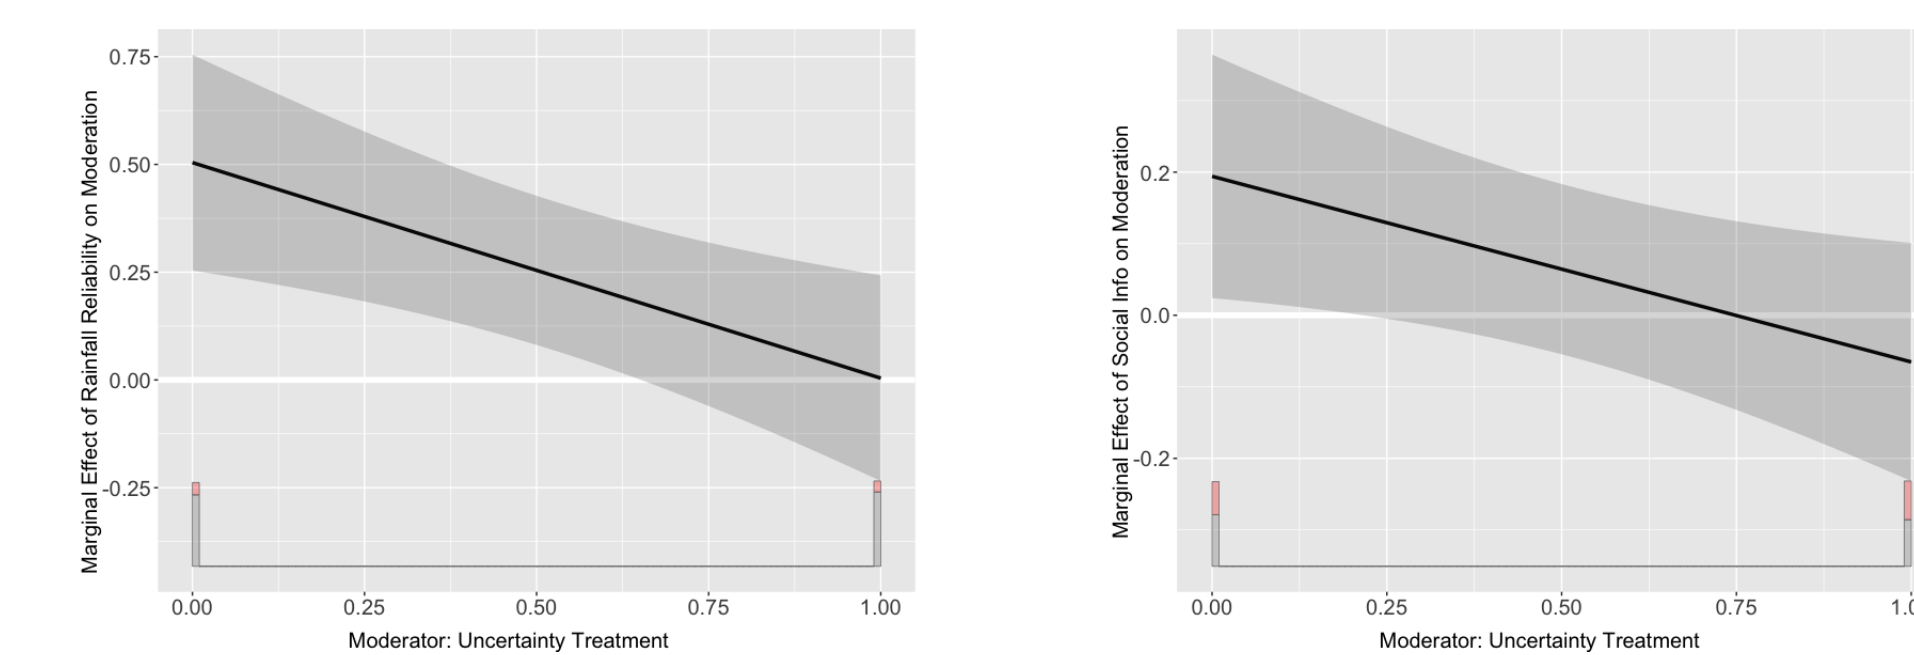 Marginal Effect of Rainfall Reliability on Moderation
0.75
0.50
0.25
0.00
-0.25
0.00 0.25 0.50 0.75 1.00
Moderator: Uncertainty Treatment
Marginal Effect of Social Info on Moderation
0.2
0.0
-0.2
0.00 0.25 0.50 0.75
Moderator: Uncertainty Treatment